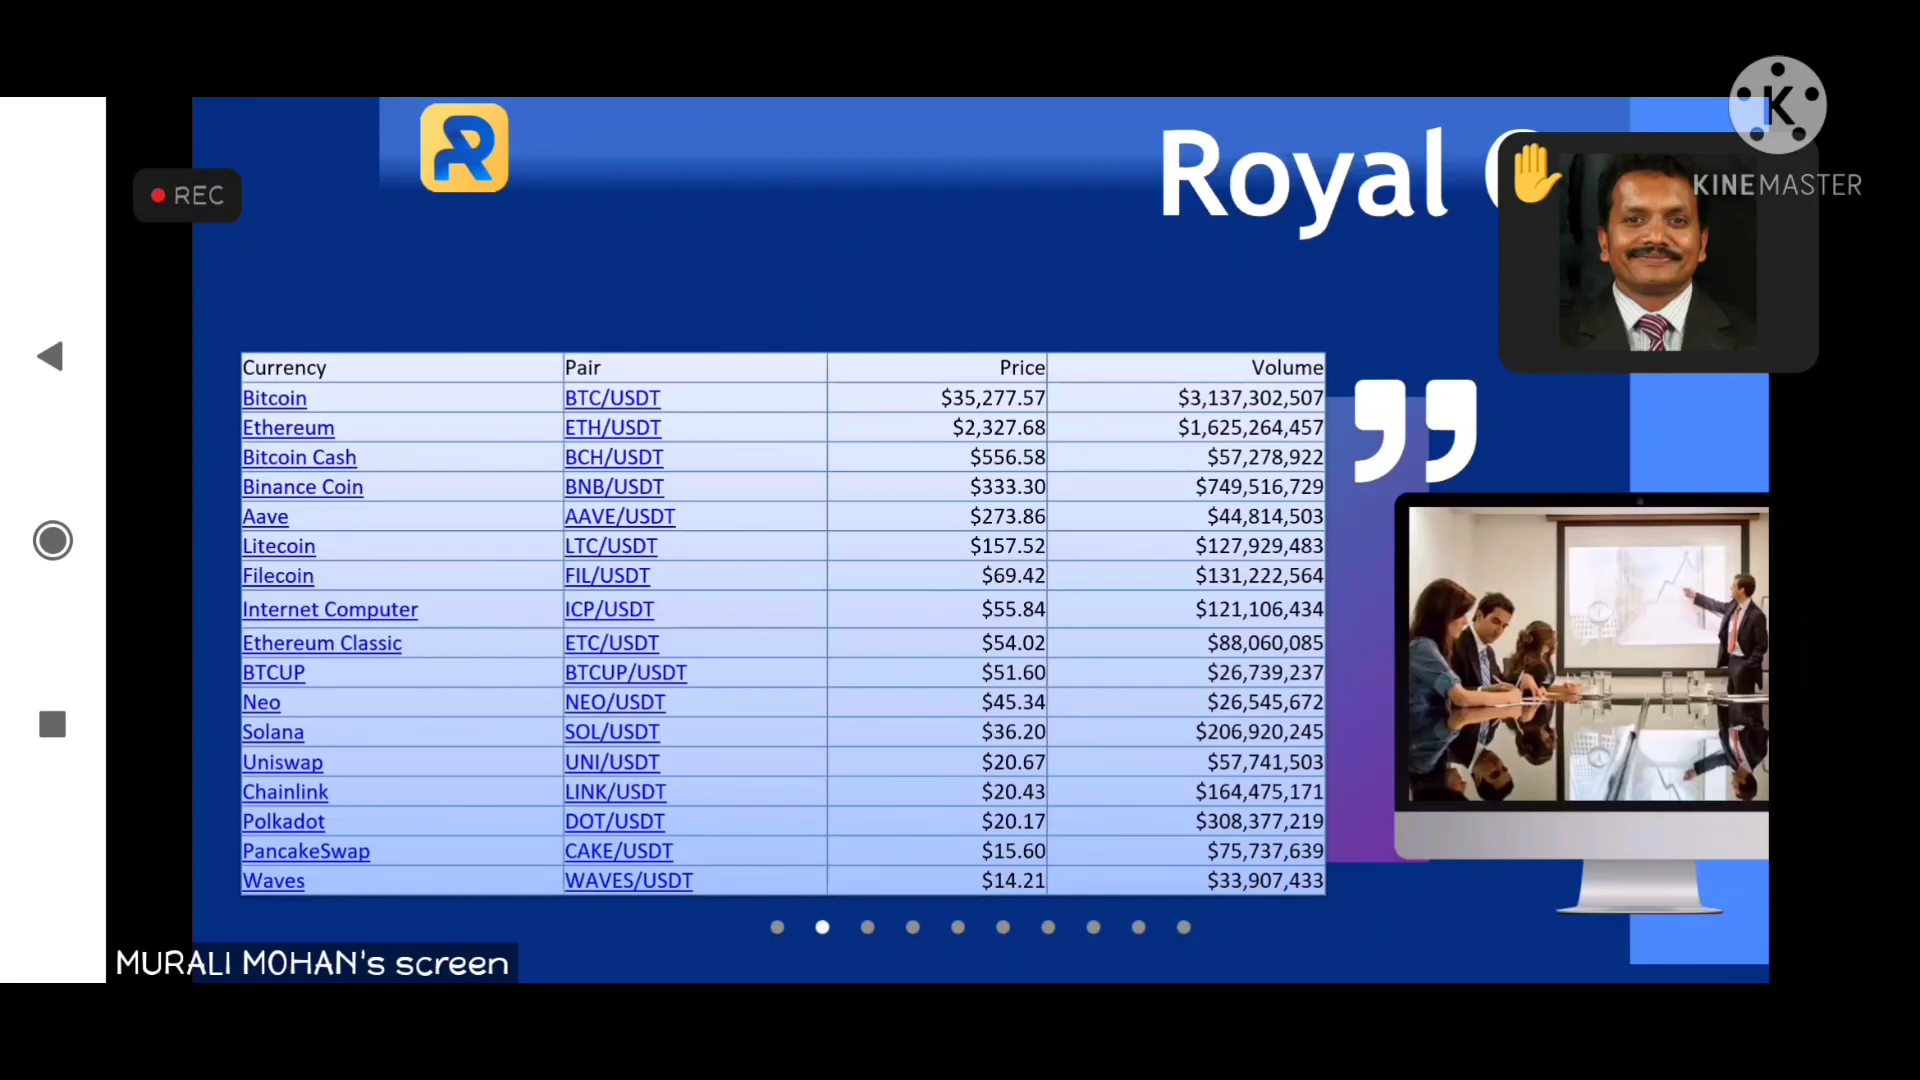 Royal
K
KINEMASTER
REC
Currency Pair Price Volume
Bitcoin BTC/USDT $35,277.57 $3,137,302,507
Ethereum ETH/USDT $2,327.68 $1,625,264,457
Bitcoin Cash BCH/USDT $556.58 $57,278,922
Binance Coin BNB/USDT $333.30 $749,516,729
Aave AAVE/USDT $273.86 $44,814,503
Litecoin LTC/USDT $157.52 $127,929,483
Filecoin FIL/USDT $69.42 $131,222,564
Internet Computer ICP/USDT $55.84 $121,106,434
Ethereum Classic ETC/USDT $54.02 $88,060,085
BTCUP BTCUP/USDT $51.60 $26,739,237
Neo NEO/USDT $45.34 $26,545,672
Solana SOL/USDT $36.20 $206,920,245
Uniswap UNI/USDT $20.67 $57,741,503
Chainlink LINK/USDT $20.43 $164,475,171
Polkadot DOT/USDT $20.17 $308,377,219
PancakeSwap CAKE/USDT $15.60 $75,737,639
Waves WAVES/USDT $14.21 $33,907,433
MURALI MOHAN's screen